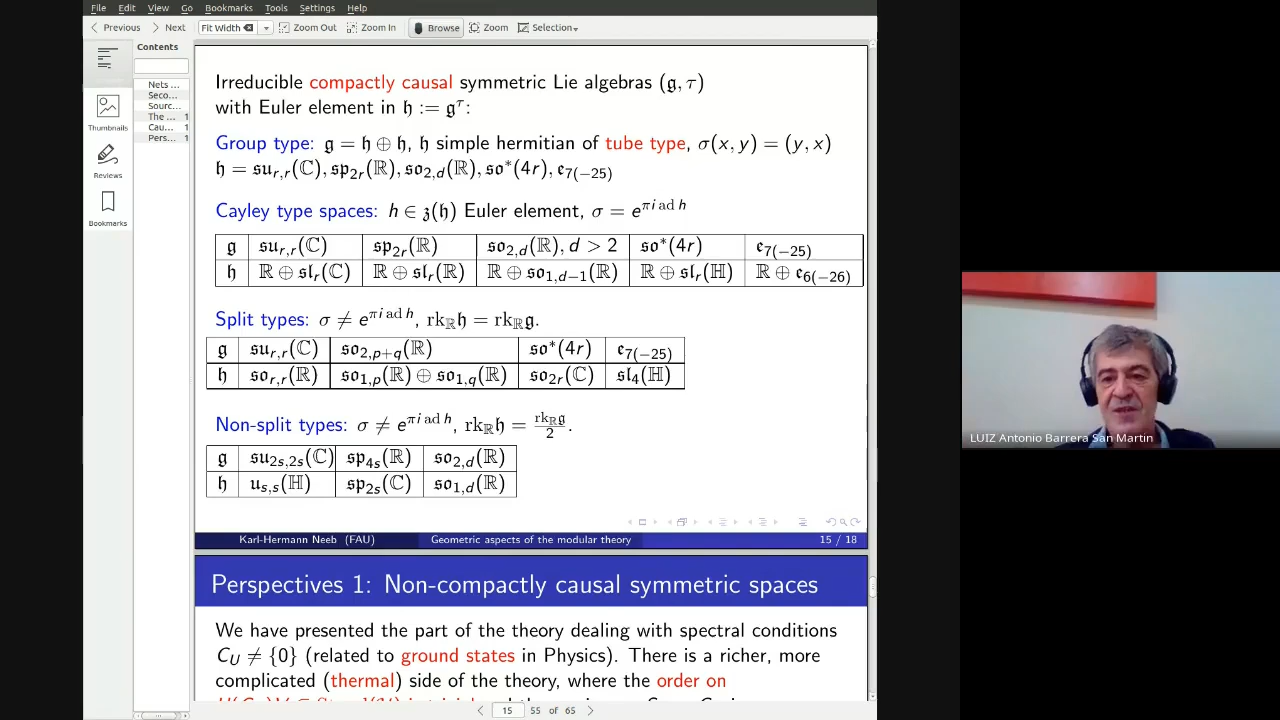 File Edit View Go Bookmarks Tools Settings Help
Previous Next Fit Width Zoom Out Zoom In Browse Zoom Selection
Contents
Nets ...
Seco...
Sourc...
The ... 1
Cau... 1
Pers... 1
Thumbnails
Reviews
Bookmarks
Irreducible compactly causal symmetric Lie algebras (𝔤, τ)
with Euler element in 𝔥 := 𝔤^τ:
Group type: 𝔤 = 𝔥 ⊕ 𝔥, 𝔥 simple hermitian of tube type, σ(x, y) = (y, x)
𝔥 = 𝔰𝔲_{r,r}(ℂ), 𝔰𝔭_{2r}(ℝ), 𝔰𝔬_{2,d}(ℝ), 𝔰𝔬*(4r), 𝔢_{7(−25)}
Cayley type spaces: h ∈ 𝔷(𝔥) Euler element, σ = e^{πi ad h}
𝔤 𝔰𝔲_{r,r}(ℂ) 𝔰𝔭_{2r}(ℝ) 𝔰𝔬_{2,d}(ℝ), d > 2 𝔰𝔬*(4r) 𝔢_{7(−25)}
𝔥 ℝ ⊕ 𝔰𝔩_r(ℂ) ℝ ⊕ 𝔰𝔩_r(ℝ) ℝ ⊕ 𝔰𝔬_{1,d−1}(ℝ) ℝ ⊕ 𝔰𝔩_r(ℍ) ℝ ⊕ 𝔢_{6(−26)}
Split types: σ ≠ e^{πi ad h}, rk_ℝ𝔥 = rk_ℝ𝔤.
𝔤 𝔰𝔲_{r,r}(ℂ) 𝔰𝔬_{2,p+q}(ℝ) 𝔰𝔬*(4r) 𝔢_{7(−25)}
𝔥 𝔰𝔬_{r,r}(ℝ) 𝔰𝔬_{1,p}(ℝ) ⊕ 𝔰𝔬_{1,q}(ℝ) 𝔰𝔬_{2r}(ℂ) 𝔰𝔩_4(ℍ)
Non-split types: σ ≠ e^{πi ad h}, rk_ℝ𝔥 = rk_ℝ𝔤/2.
𝔤 𝔰𝔲_{2s,2s}(ℂ) 𝔰𝔭_{4s}(ℝ) 𝔰𝔬_{2,d}(ℝ)
𝔥 𝔲_{s,s}(ℍ) 𝔰𝔭_{2s}(ℂ) 𝔰𝔬_{1,d}(ℝ)
Karl-Hermann Neeb (FAU) Geometric aspects of the modular theory 15 / 18
Perspectives 1: Non-compactly causal symmetric spaces
We have presented the part of the theory dealing with spectral conditions
C_U ≠ {0} (related to ground states in Physics). There is a richer, more
complicated (thermal) side of the theory, where the order on
15 55 of 65
LUIZ Antonio Barrera San Martin